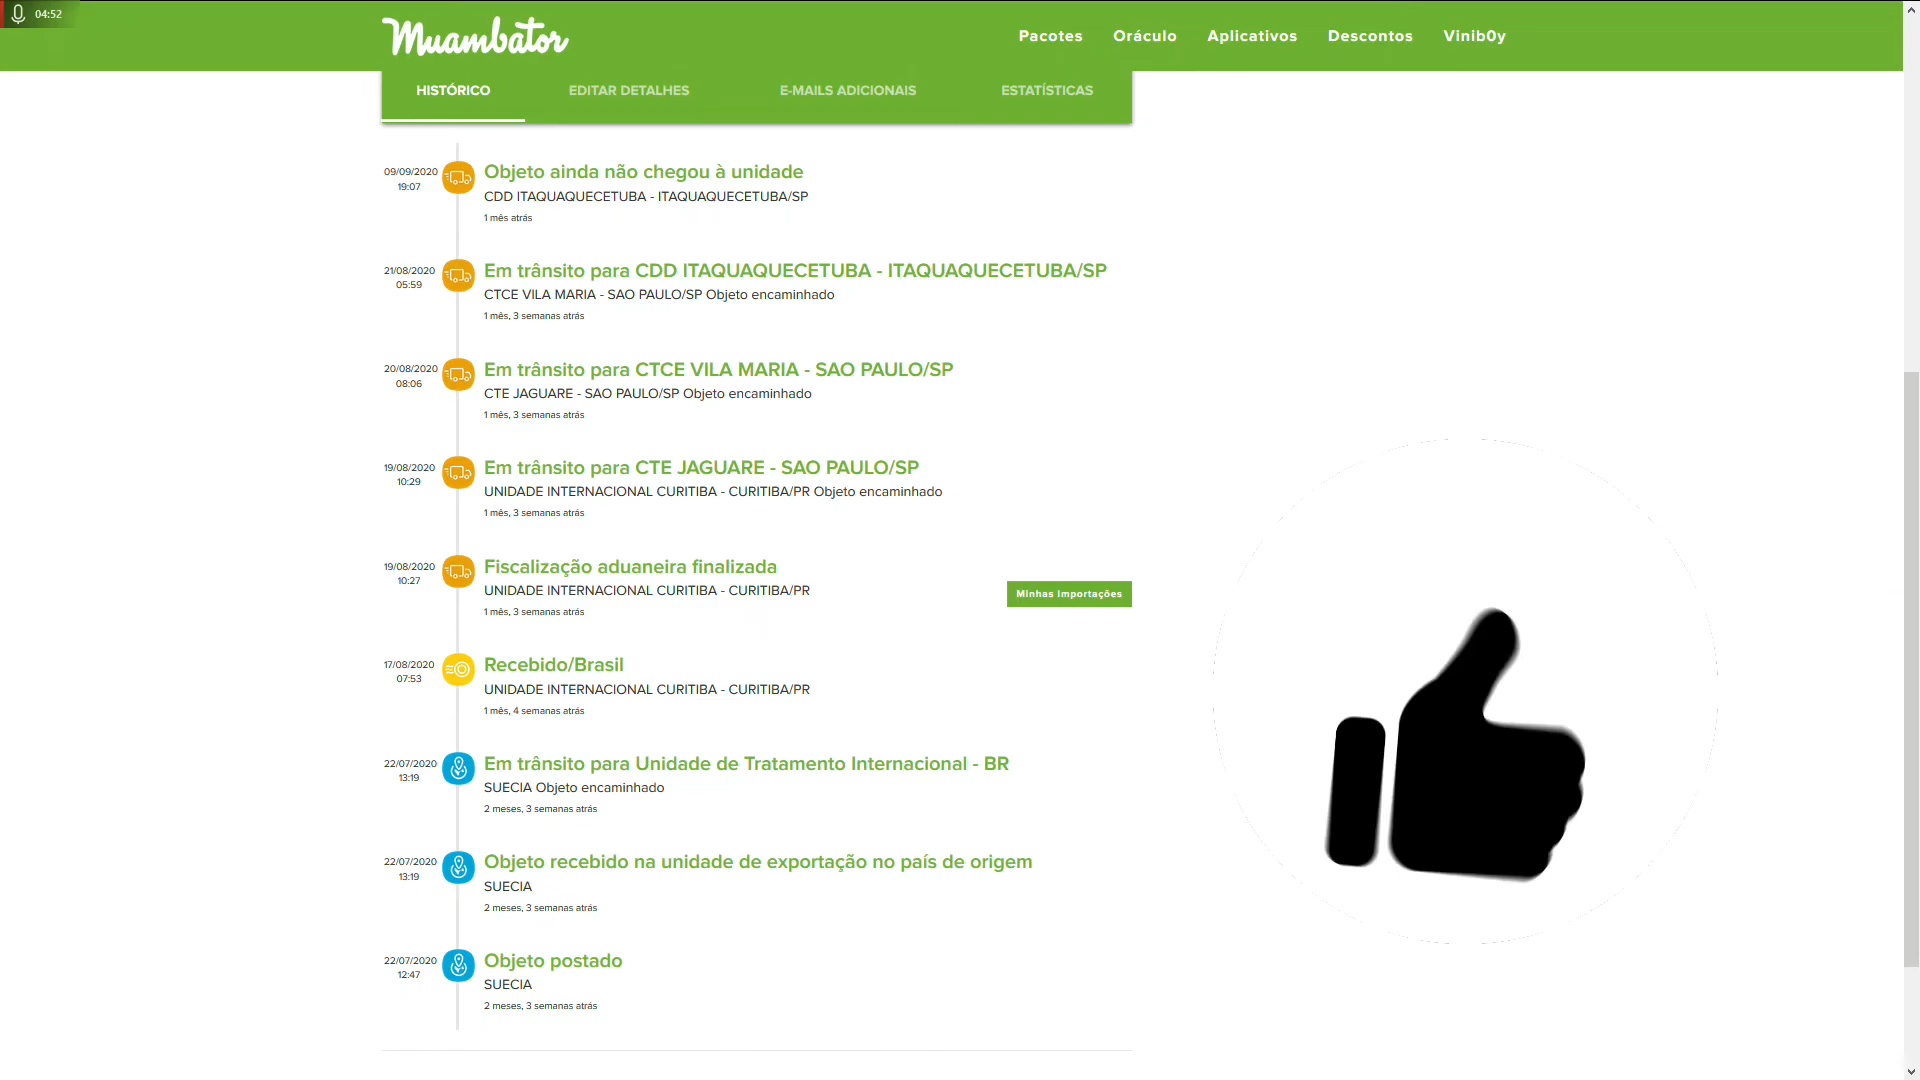 04:52
Muambator
Pacotes
Oráculo
Aplicativos
Descontos
Vinib0y
HISTÓRICO
EDITAR DETALHES
E-MAILS ADICIONAIS
ESTATÍSTICAS
09/09/2020
19:07
Objeto ainda não chegou à unidade
CDD ITAQUAQUECETUBA - ITAQUAQUECETUBA/SP
1 mês atrás
21/08/2020
05:59
Em trânsito para CDD ITAQUAQUECETUBA - ITAQUAQUECETUBA/SP
CTCE VILA MARIA - SAO PAULO/SP Objeto encaminhado
1 mês, 3 semanas atrás
20/08/2020
08:06
Em trânsito para CTCE VILA MARIA - SAO PAULO/SP
CTE JAGUARE - SAO PAULO/SP Objeto encaminhado
1 mês, 3 semanas atrás
19/08/2020
10:29
Em trânsito para CTE JAGUARE - SAO PAULO/SP
UNIDADE INTERNACIONAL CURITIBA - CURITIBA/PR Objeto encaminhado
1 mês, 3 semanas atrás
19/08/2020
10:27
Fiscalização aduaneira finalizada
UNIDADE INTERNACIONAL CURITIBA - CURITIBA/PR
1 mês, 3 semanas atrás
Minhas Importações
17/08/2020
07:53
Recebido/Brasil
UNIDADE INTERNACIONAL CURITIBA - CURITIBA/PR
1 mês, 4 semanas atrás
22/07/2020
13:19
Em trânsito para Unidade de Tratamento Internacional - BR
SUECIA Objeto encaminhado
2 meses, 3 semanas atrás
22/07/2020
13:19
Objeto recebido na unidade de exportação no país de origem
SUECIA
2 meses, 3 semanas atrás
22/07/2020
12:47
Objeto postado
SUECIA
2 meses, 3 semanas atrás